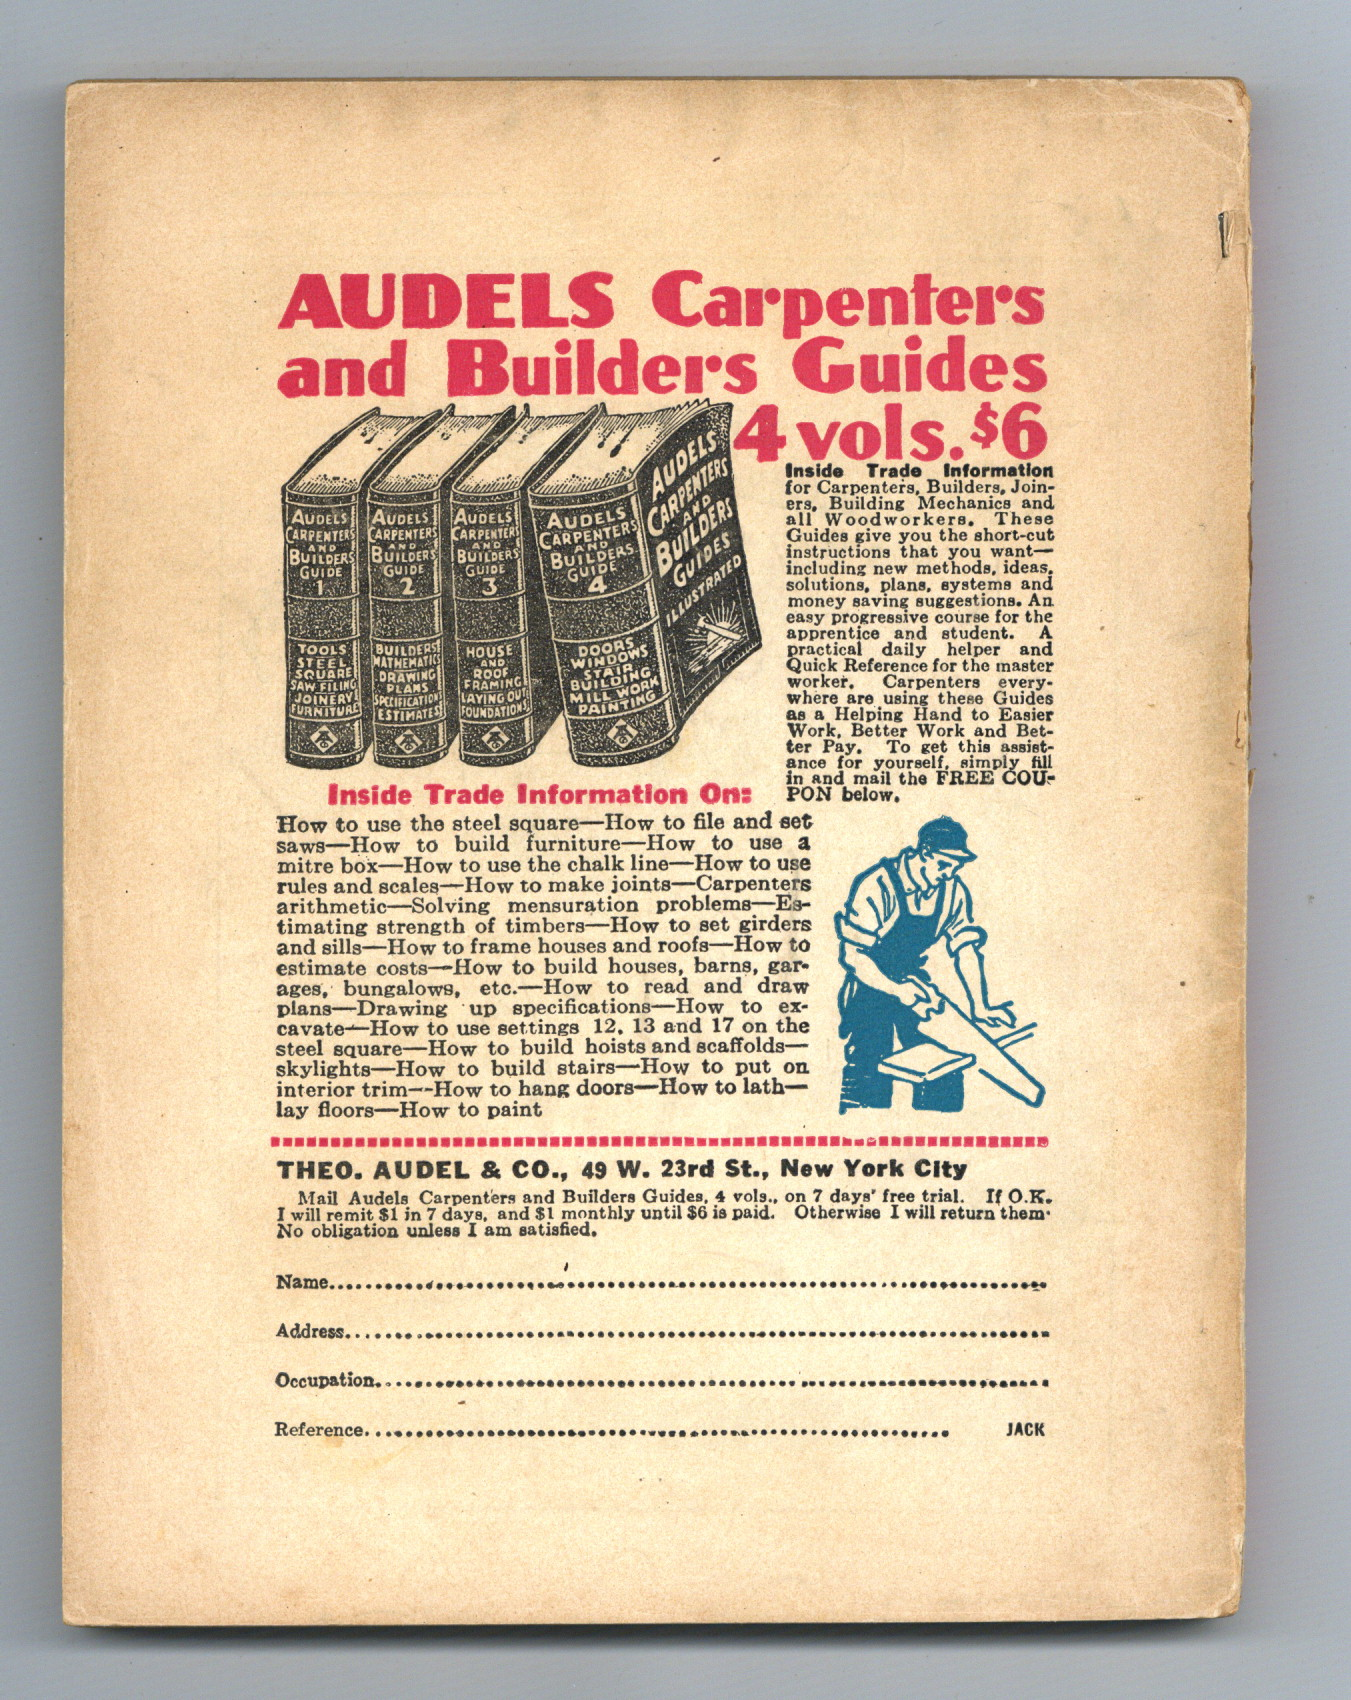 AUDELS Carpenters
and Builders Guides
4 vols. $6
AUDELS
CARPENTERS
AND
BUILDERS
GUIDE
1
TOOLS
STEEL
SQUARE
SAW FILING
JOINERY
FURNITURE
AUDELS
CARPENTERS
AND
BUILDERS
GUIDE
2
BUILDERS
MATHEMATICS
DRAWING
PLANS
SPECIFICATIONS
ESTIMATES
AUDELS
CARPENTERS
AND
BUILDERS
GUIDE
3
HOUSE
AND
ROOF
FRAMING
LAYING OUT
FOUNDATIONS
AUDELS
CARPENTERS
AND
BUILDERS
GUIDE
4
DOORS
WINDOWS
STAIR
BUILDING
MILL WORK
PAINTING
AUDELS
CARPENTERS
AND
BUILDERS
GUIDES
ILLUSTRATED
Inside Trade Information
for Carpenters, Builders, Join-
ers, Building Mechanics and
all Woodworkers. These
Guides give you the short-cut
instructions that you want—
including new methods, ideas,
solutions, plans, systems and
money saving suggestions. An
easy progressive course for the
apprentice and student. A
practical daily helper and
Quick Reference for the master
worker. Carpenters every-
where are using these Guides
as a Helping Hand to Easier
Work, Better Work and Bet-
ter Pay. To get this assist-
ance for yourself, simply fill
in and mail the FREE COU-
PON below.
Inside Trade Information On:
How to use the steel square—How to file and set
saws—How to build furniture—How to use a
mitre box—How to use the chalk line—How to use
rules and scales—How to make joints—Carpenters
arithmetic—Solving mensuration problems—Es-
timating strength of timbers—How to set girders
and sills—How to frame houses and roofs—How to
estimate costs—How to build houses, barns, gar-
ages, bungalows, etc.—How to read and draw
plans—Drawing up specifications—How to ex-
cavate—How to use settings 12, 13 and 17 on the
steel square—How to build hoists and scaffolds—
skylights—How to build stairs—How to put on
interior trim—How to hang doors—How to lath—
lay floors—How to paint
THEO. AUDEL & CO., 49 W. 23rd St., New York City
Mail Audels Carpenters and Builders Guides, 4 vols., on 7 days' free trial. If O.K.
I will remit $1 in 7 days, and $1 monthly until $6 is paid. Otherwise I will return them.
No obligation unless I am satisfied.
Name
Address
Occupation
Reference JACK